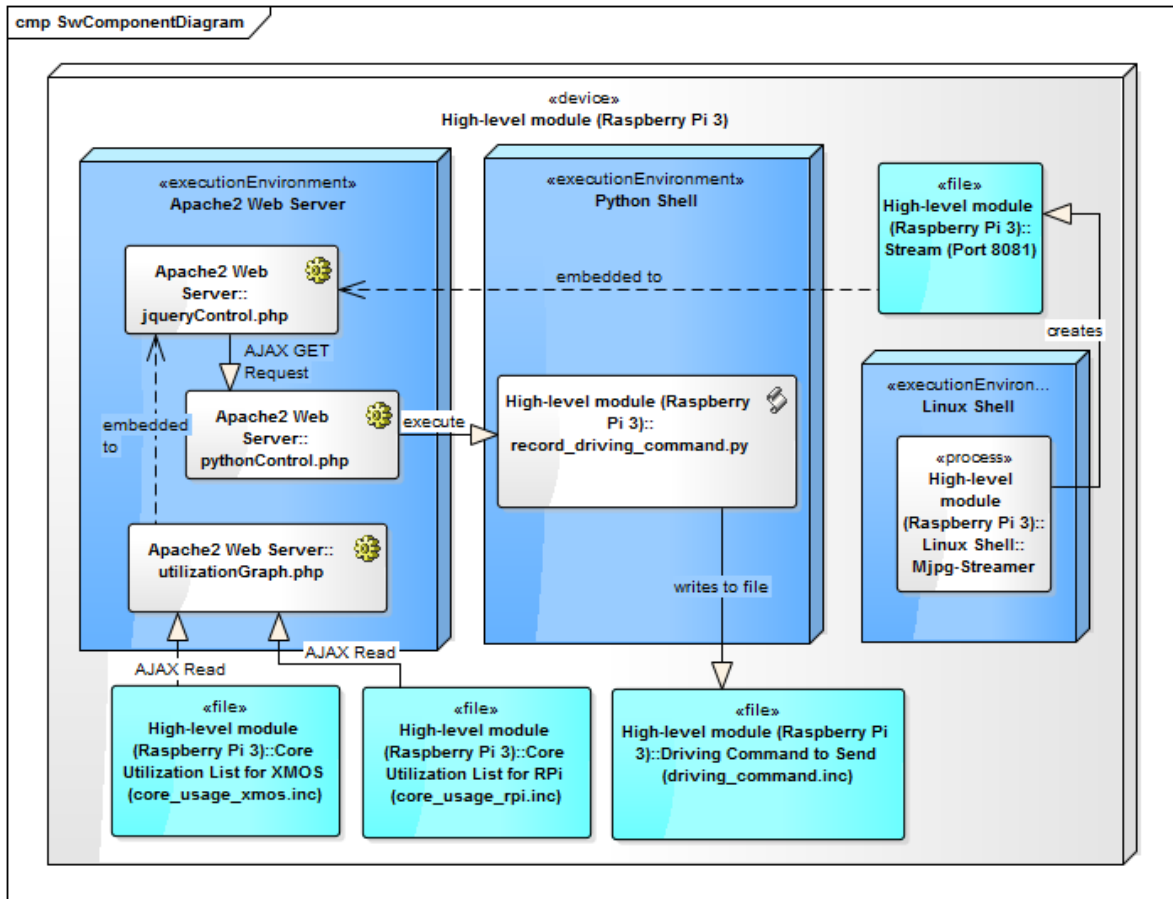 cmp SwComponentDiagram
«device»
High-level module (Raspberry Pi 3)
«executionEnvironment»
Apache2 Web Server
Apache2 Web
Server::
jqueryControl.php
AJAX GET
Request
Apache2 Web
Server::
pythonControl.php
embedded
to
Apache2 Web Server::
utilizationGraph.php
execute
«executionEnvironment»
Python Shell
embedded to
High-level module (Raspberry
Pi 3)::
record_driving_command.py
writes to file
«file»
High-level module
(Raspberry Pi 3)::
Stream (Port 8081)
creates
«executionEnviron...
Linux Shell
«process»
High-level
module
(Raspberry Pi 3)::
Linux Shell::
Mjpg-Streamer
AJAX Read
AJAX Read
«file»
High-level module
(Raspberry Pi 3)::Core
Utilization List for XMOS
(core_usage_xmos.inc)
«file»
High-level module
(Raspberry Pi 3)::Core
Utilization List for RPi
(core_usage_rpi.inc)
«file»
High-level module (Raspberry Pi
3)::Driving Command to Send
(driving_command.inc)